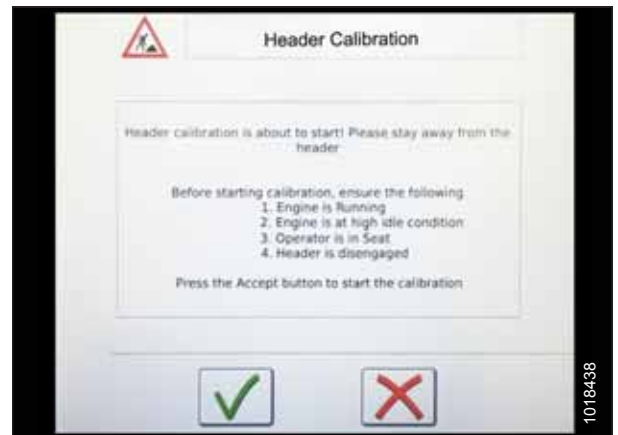 Header Calibration
Header calibration is about to start! Please stay away from the
header
Before starting calibration, ensure the following
1. Engine is Running
2. Engine is at high idle condition
3. Operator is in Seat
4. Header is disengaged
Press the Accept button to start the calibration
1018438